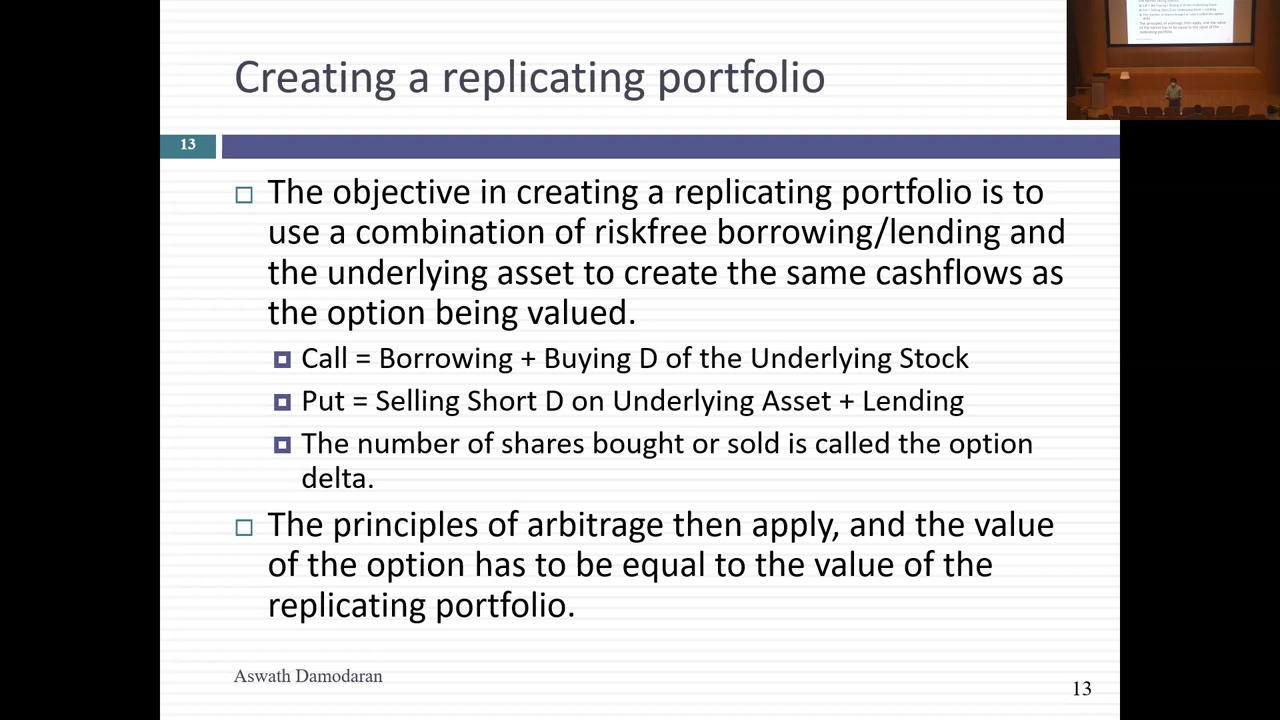 Creating a replicating portfolio
13
The objective in creating a replicating portfolio is to
use a combination of riskfree borrowing/lending and
the underlying asset to create the same cashflows as
the option being valued.
Call = Borrowing + Buying D of the Underlying Stock
Put = Selling Short D on Underlying Asset + Lending
The number of shares bought or sold is called the option
delta.
The principles of arbitrage then apply, and the value
of the option has to be equal to the value of the
replicating portfolio.
Aswath Damodaran
13